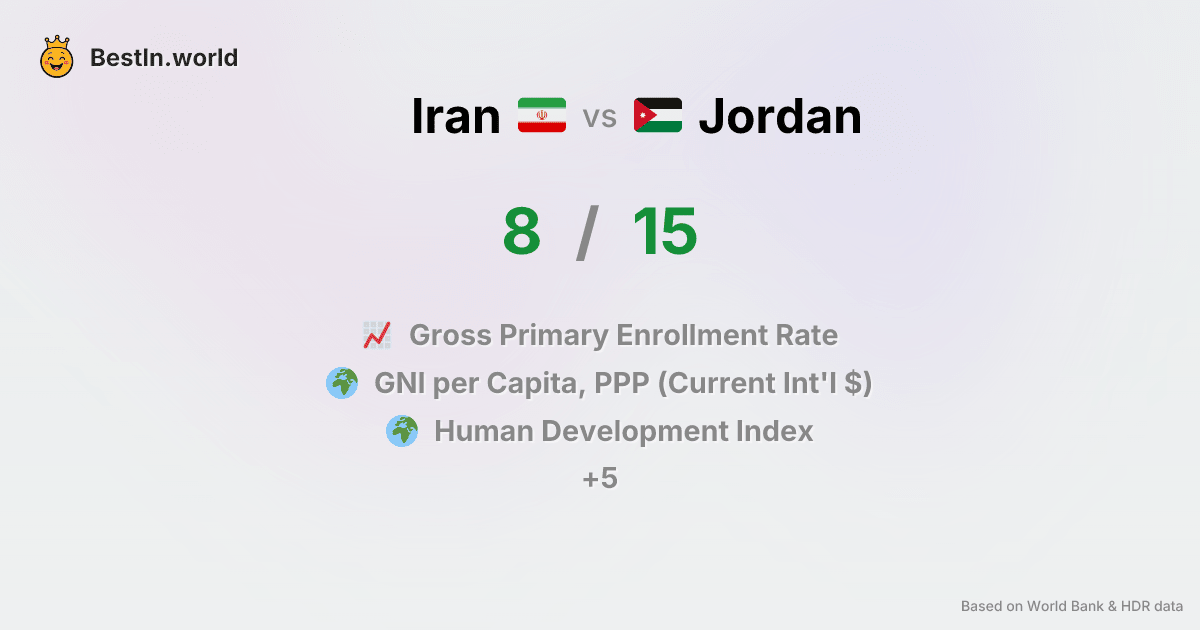 BestIn.world
Iran vs Jordan
8 / 15
Gross Primary Enrollment Rate
GNI per Capita, PPP (Current Int'l $)
Human Development Index
+5
Based on World Bank & HDR data